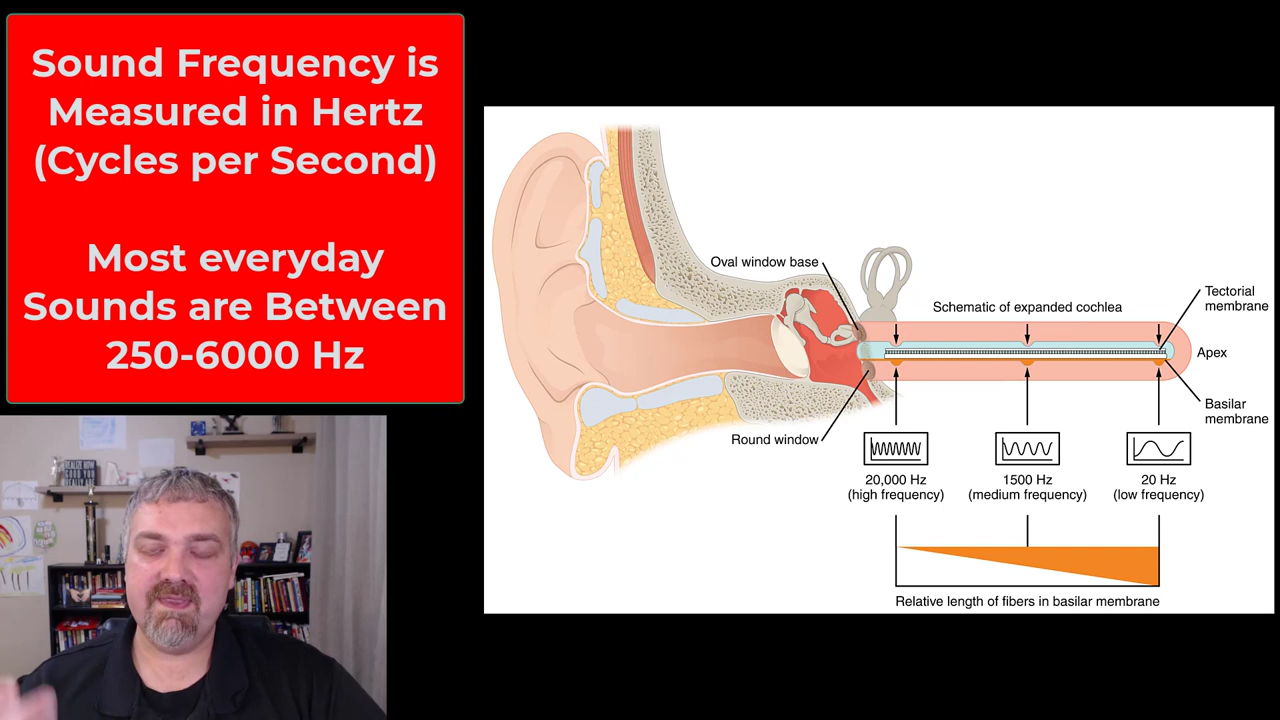 Sound Frequency is
Measured in Hertz
(Cycles per Second)
Most everyday
Sounds are Between
250-6000 Hz
Oval window base
Schematic of expanded cochlea
Tectorial
membrane
Apex
Basilar
membrane
Round window
20,000 Hz
(high frequency)
1500 Hz
(medium frequency)
20 Hz
(low frequency)
Relative length of fibers in basilar membrane